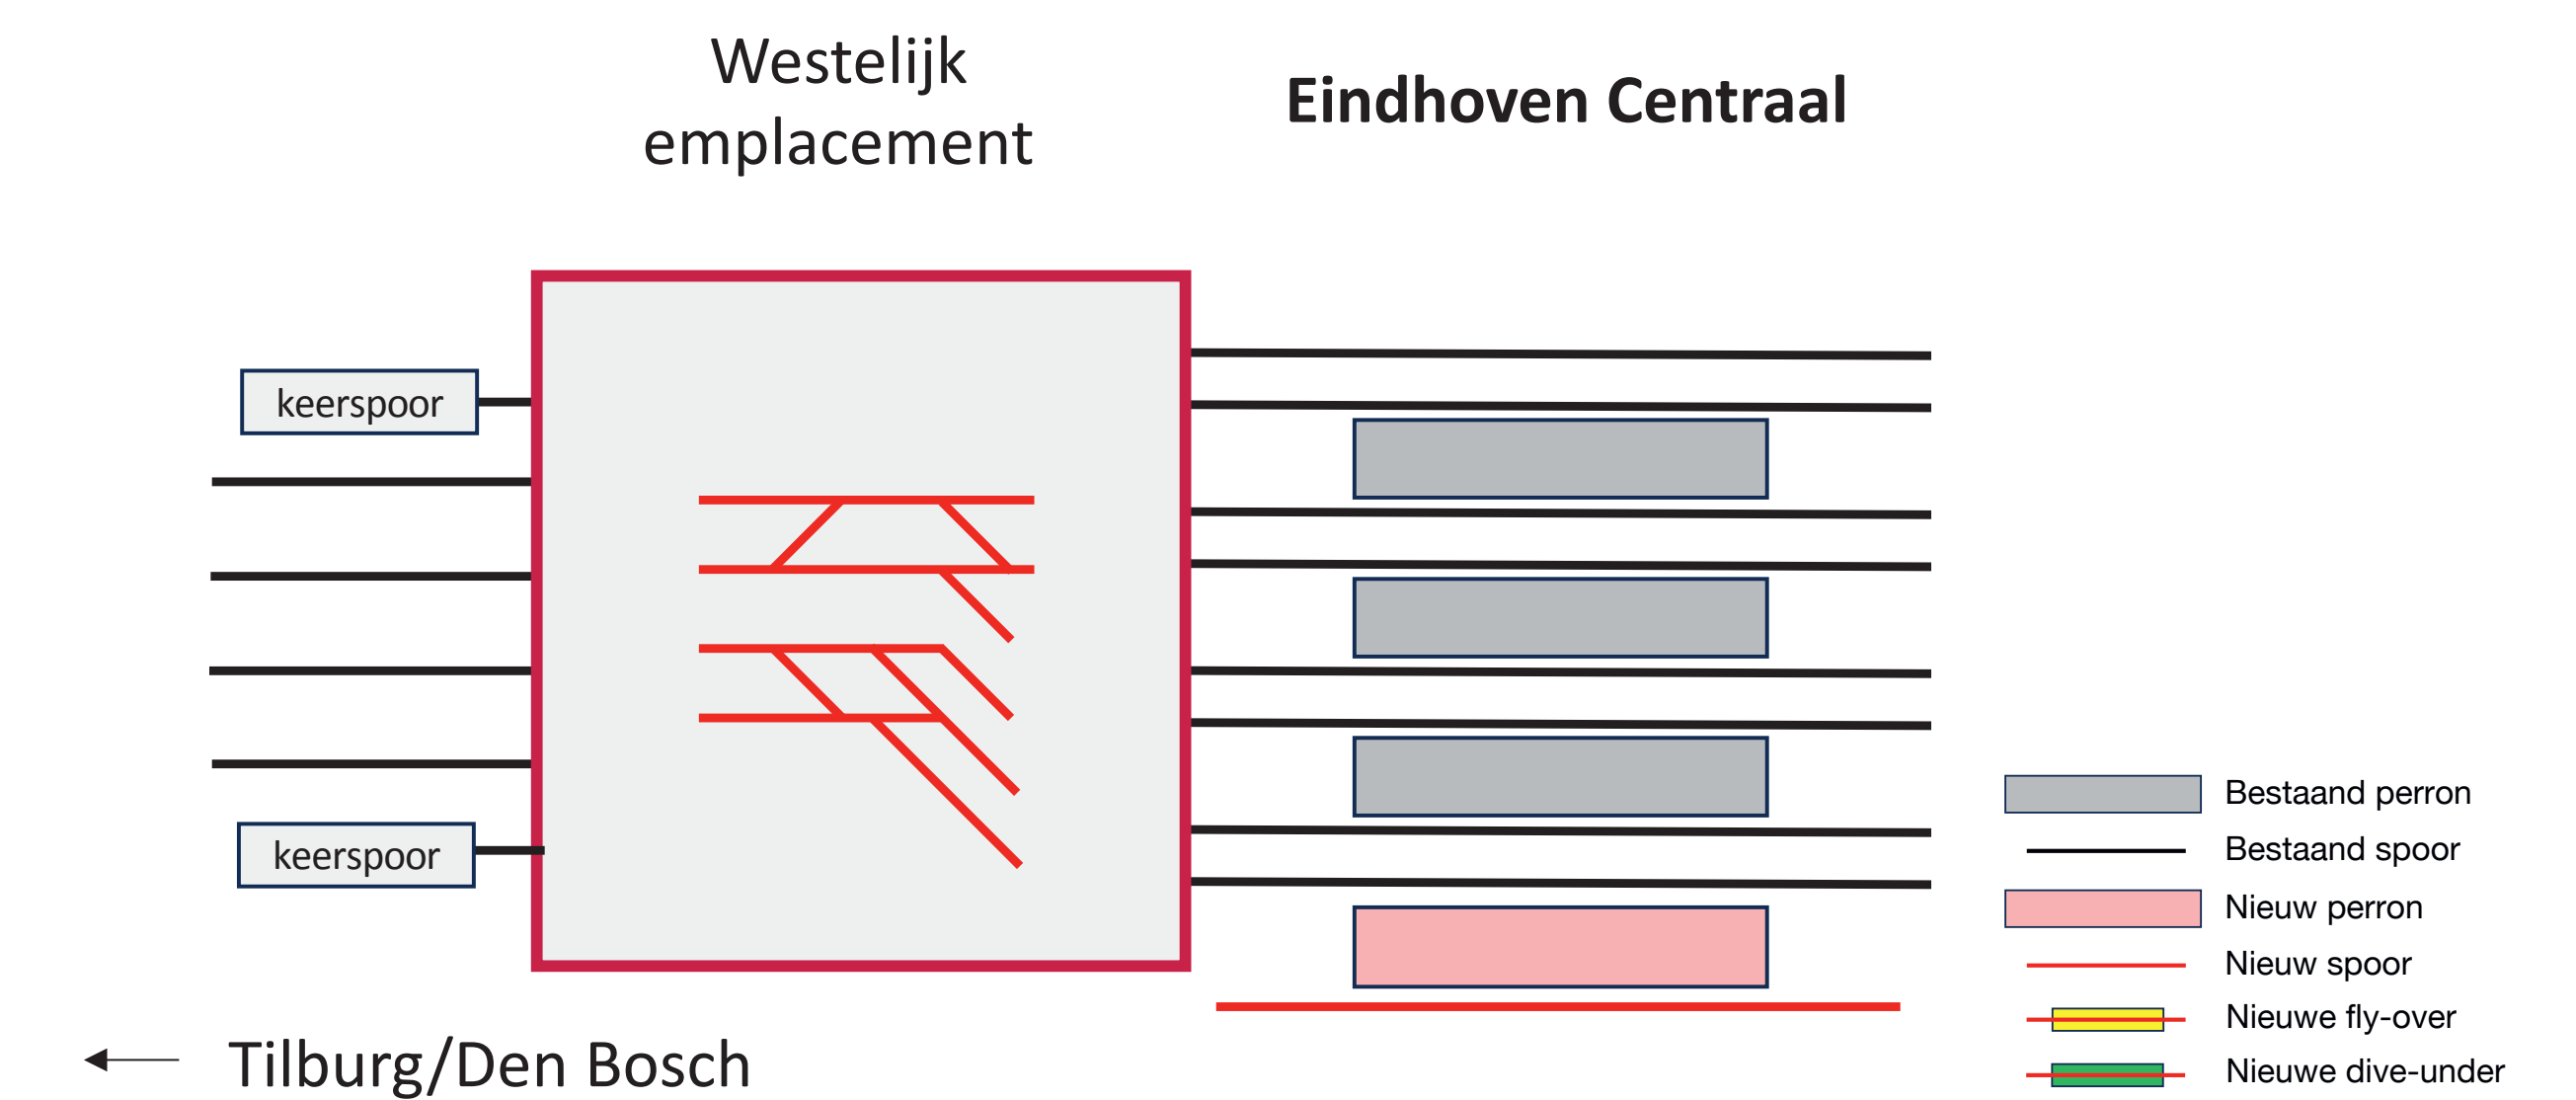 Westelijk
emplacement
Eindhoven Centraal
keerspoor
keerspoor
Tilburg/Den Bosch
Bestaand perron
Bestaand spoor
Nieuw perron
Nieuw spoor
Nieuwe fly-over
Nieuwe dive-under